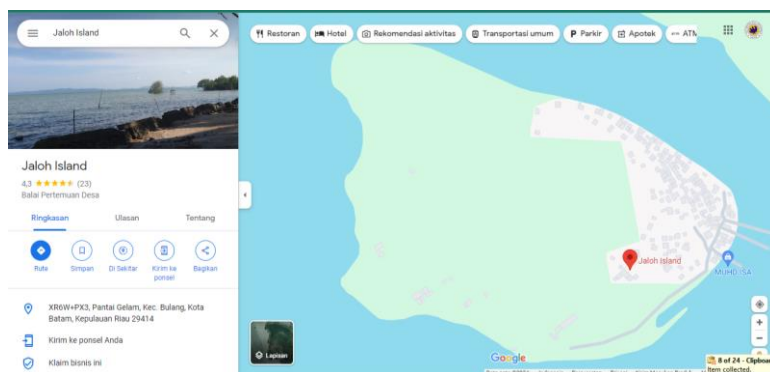 Jaloh Island
Restoran
Hotel
Rekomendasi aktivitas
Transportasi umum
P Parkir
Apotek
ATM
Jaloh Island
4,3 (23)
Balai Pertemuan Desa
Ringkasan Ulasan Tentang
Rute Simpan Di Sekitar Kirim ke ponsel Bagikan
XR6W+PX3, Pantai Gelam, Kec. Bulang, Kota
Batam, Kepulauan Riau 29414
Kirim ke ponsel Anda
Klaim bisnis ini
Jaloh Island
MUHD ISA
Lapisan
Google
8 of 24 - Clipboard
Item collected.